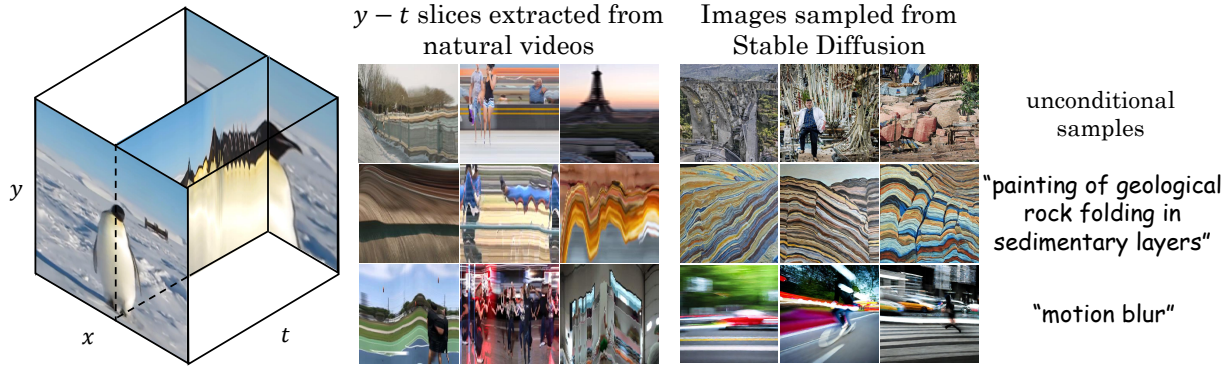 y − t slices extracted from
natural videos
Images sampled from
Stable Diffusion
unconditional
samples
“painting of geological
rock folding in
sedimentary layers”
“motion blur”
y
x
t